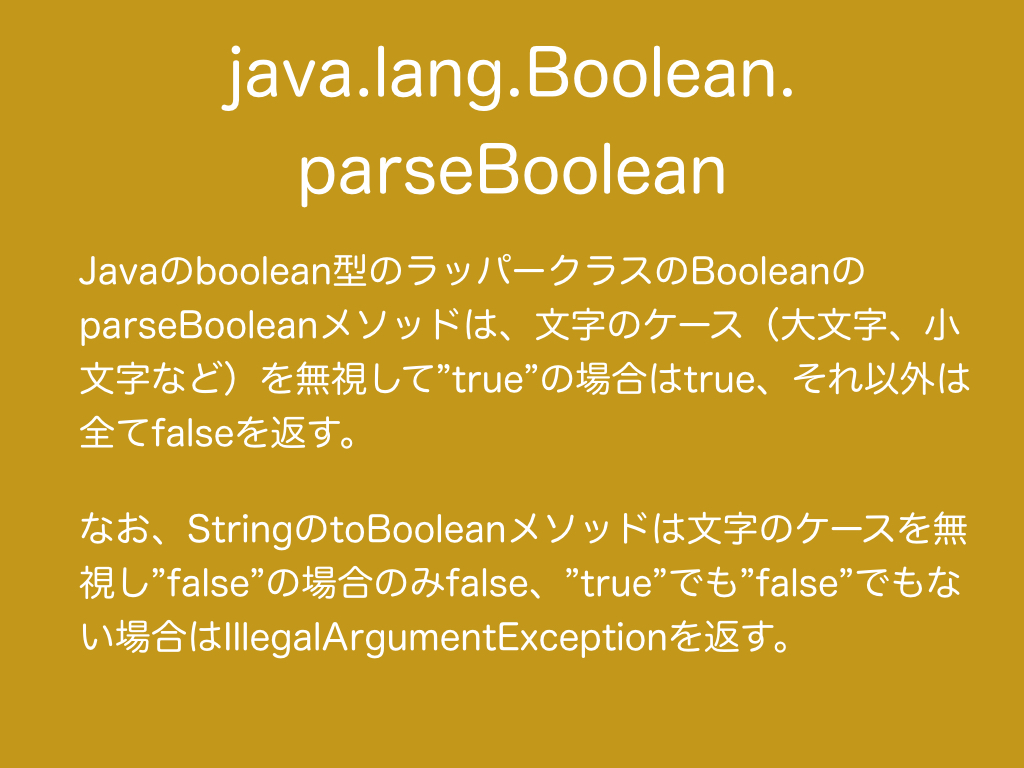 java.lang.Boolean.
parseBoolean
Javaのboolean型のラッパークラスのBooleanの
parseBooleanメソッドは、文字のケース（大文字、小
文字など）を無視して”true”の場合はtrue、それ以外は
全てfalseを返す。
なお、StringのtoBooleanメソッドは文字のケースを無
視し”false”の場合のみfalse、”true”でも”false”でもな
い場合はIllegalArgumentExceptionを返す。